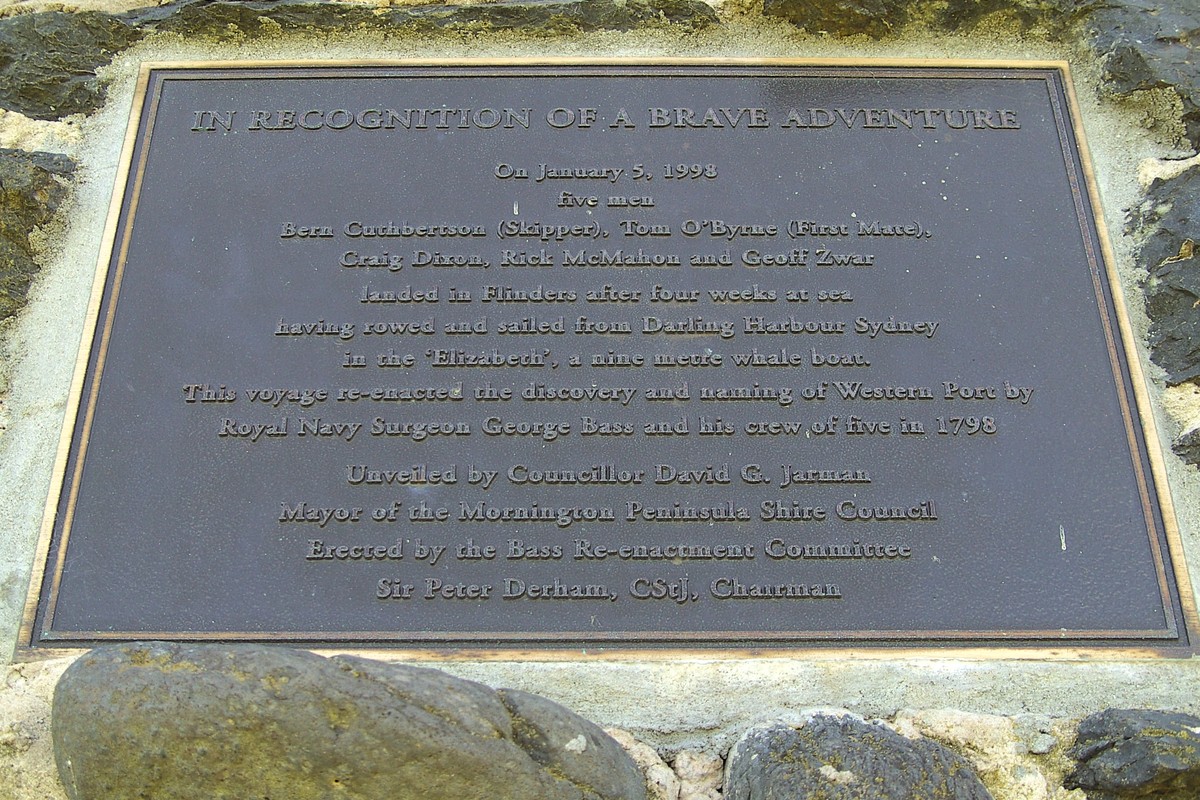 IN RECOGNITION OF A BRAVE ADVENTURE
On January 5, 1998
five men
Bern Cuthbertson (Skipper), Tom O'Byrne (First Mate),
Craig Dixon, Rick McMahon and Geoff Zwar
landed in Flinders after four weeks at sea
having rowed and sailed from Darling Harbour Sydney
in the 'Elizabeth', a nine metre whale boat.
This voyage re-enacted the discovery and naming of Western Port by
Royal Navy Surgeon George Bass and his crew of five in 1798
Unveiled by Councillor David G. Jarman
Mayor of the Mornington Peninsula Shire Council
Erected by the Bass Re-enactment Committee
Sir Peter Derham, CStJ, Chairman